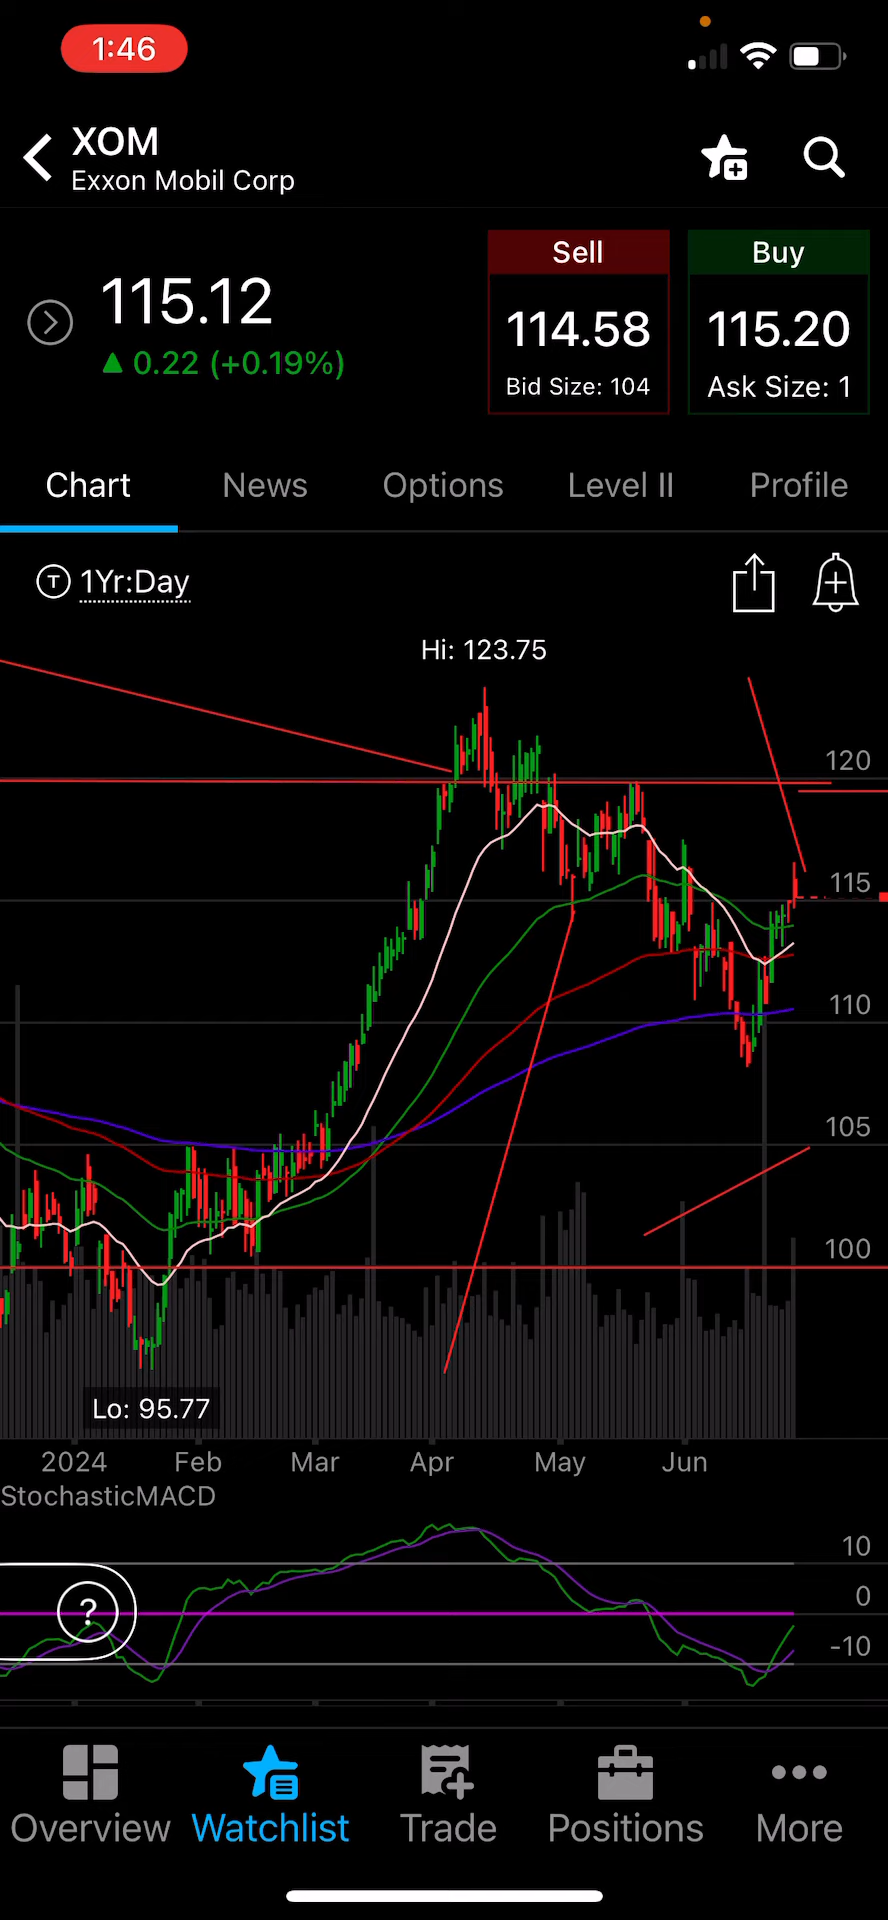 1:46
XOM
Exxon Mobil Corp
115.12
▲ 0.22 (+0.19%)
Sell
114.58
Bid Size: 104
Buy
115.20
Ask Size: 1
Chart News Options Level II Profile
T 1Yr:Day
Hi: 123.75
120
115
110
105
100
Lo: 95.77
2024 Feb Mar Apr May Jun
StochasticMACD
10
0
-10
?
Overview Watchlist Trade Positions More